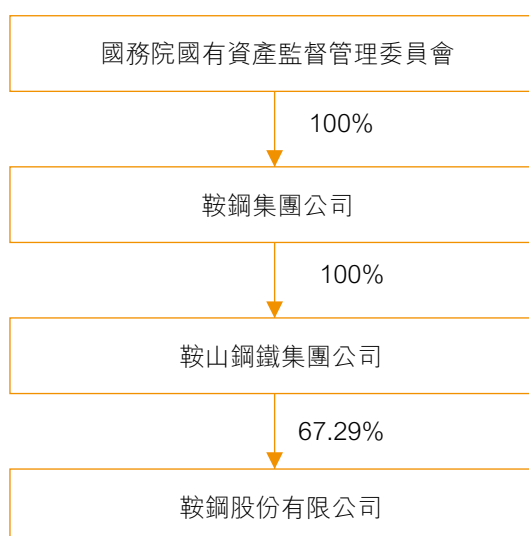 國務院國有資產監督管理委員會
100%
鞍鋼集團公司
100%
鞍山鋼鐵集團公司
67.29%
鞍鋼股份有限公司